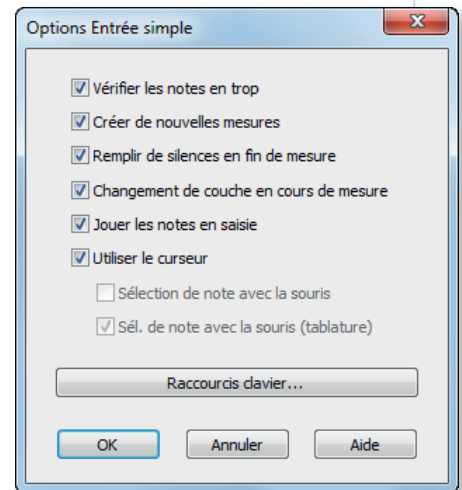 Options Entrée simple
Vérifier les notes en trop
Créer de nouvelles mesures
Remplir de silences en fin de mesure
Changement de couche en cours de mesure
Jouer les notes en saisie
Utiliser le curseur
Sélection de note avec la souris
Sél. de note avec la souris (tablature)
Raccourcis clavier...
OK Annuler Aide